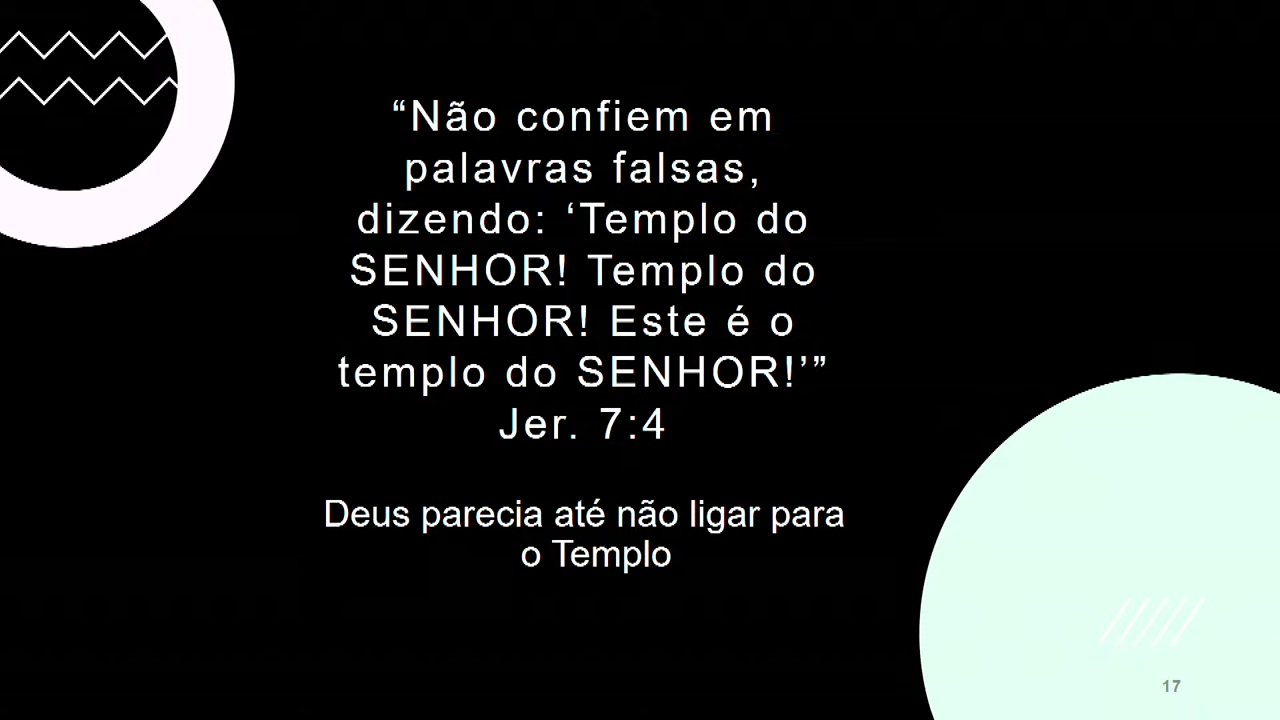 “Não confiem em
palavras falsas,
dizendo: ‘Templo do
SENHOR! Templo do
SENHOR! Este é o
templo do SENHOR!’”
Jer. 7:4
Deus parecia até não ligar para
o Templo
17